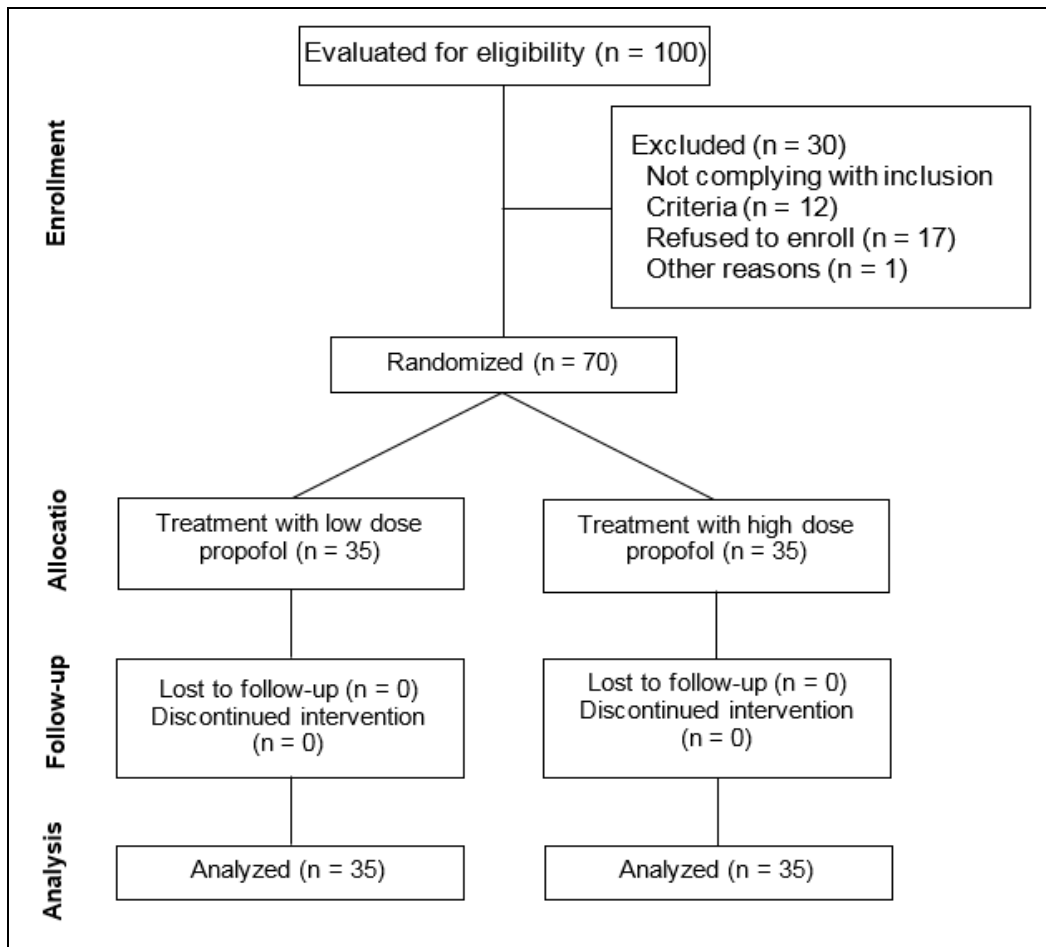 Evaluated for eligibility (n = 100)
Enrollment
Excluded (n = 30)
Not complying with inclusion
Criteria (n = 12)
Refused to enroll (n = 17)
Other reasons (n = 1)
Randomized (n = 70)
Allocatio
Treatment with low dose
propofol (n = 35)
Treatment with high dose
propofol (n = 35)
Follow-up
Lost to follow-up (n = 0)
Discontinued intervention
(n = 0)
Lost to follow-up (n = 0)
Discontinued intervention
(n = 0)
Analysis
Analyzed (n = 35)
Analyzed (n = 35)